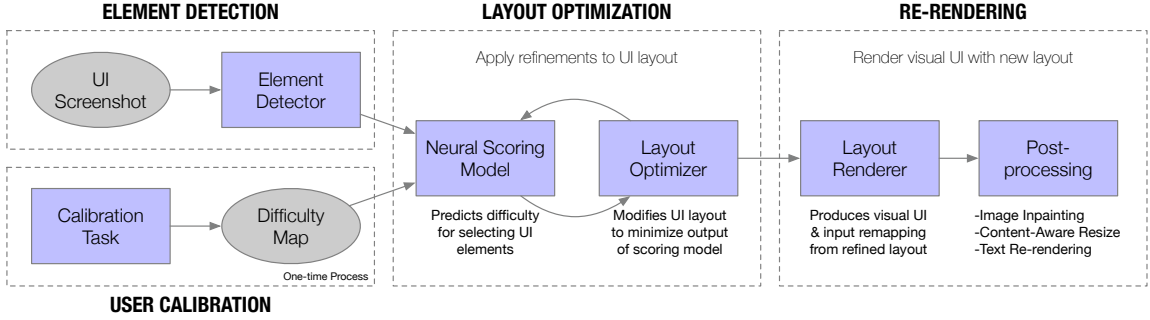 ELEMENT DETECTION
UI
Screenshot
Element
Detector
Calibration
Task
Difficulty
Map
One-time Process
USER CALIBRATION
LAYOUT OPTIMIZATION
Apply refinements to UI layout
Neural Scoring
Model
Predicts difficulty
for selecting UI
elements
Layout
Optimizer
Modifies UI layout
to minimize output
of scoring model
RE-RENDERING
Render visual UI with new layout
Layout
Renderer
Produces visual UI
& input remapping
from refined layout
Post-
processing
-Image Inpainting
-Content-Aware Resize
-Text Re-rendering